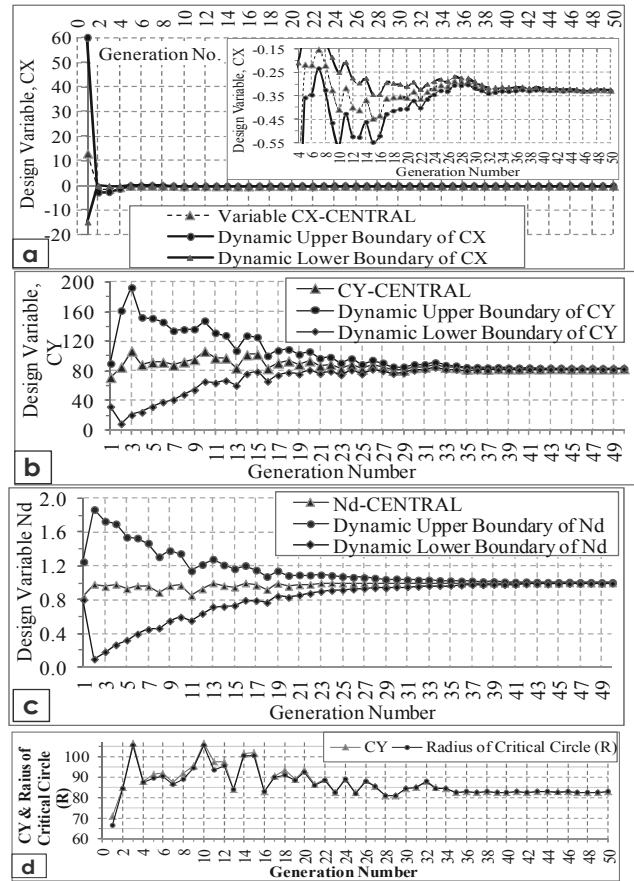 0 2 4 6 8 10 12 14 16 18 20 22 24 26 28 30 32 34 36 38 40 42 44 46 48 50
Design Variable, CX
60
50
40
30
20
10
0
-10
-20
Generation No.
Design Variable, CX
-0.15
-0.25
-0.35
-0.45
-0.55
4 6 8 10 12 14 16 18 20 22 24 26 28 30 32 34 36 38 40 42 44 46 48 50
Generation Number
Variable CX-CENTRAL
Dynamic Upper Boundary of CX
Dynamic Lower Boundary of CX
a
Design Variable,
CY
200
160
120
80
40
0
CY-CENTRAL
Dynamic Upper Boundary of CY
Dynamic Lower Boundary of CY
1 3 5 7 9 11 13 15 17 19 21 23 25 27 29 31 33 35 37 39 41 43 45 47 49
Generation Number
b
Design Variable Nd
2.0
1.6
1.2
0.8
0.4
0.0
Nd-CENTRAL
Dynamic Upper Boundary of Nd
Dynamic Lower Boundary of Nd
1 3 5 7 9 11 13 15 17 19 21 23 25 27 29 31 33 35 37 39 41 43 45 47 49
Generation Number
c
CY & Raius of
Critical Circle
(R)
100
90
80
70
60
CY
Radius of Critical Circle (R)
0 2 4 6 8 10 12 14 16 18 20 22 24 26 28 30 32 34 36 38 40 42 44 46 48 50
Generation Number
d